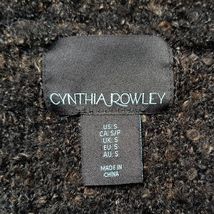 CYNTHIA ROWLEY
US: S
CA: S/P
UK: S
EU: S
AU: S
MADE IN
CHINA